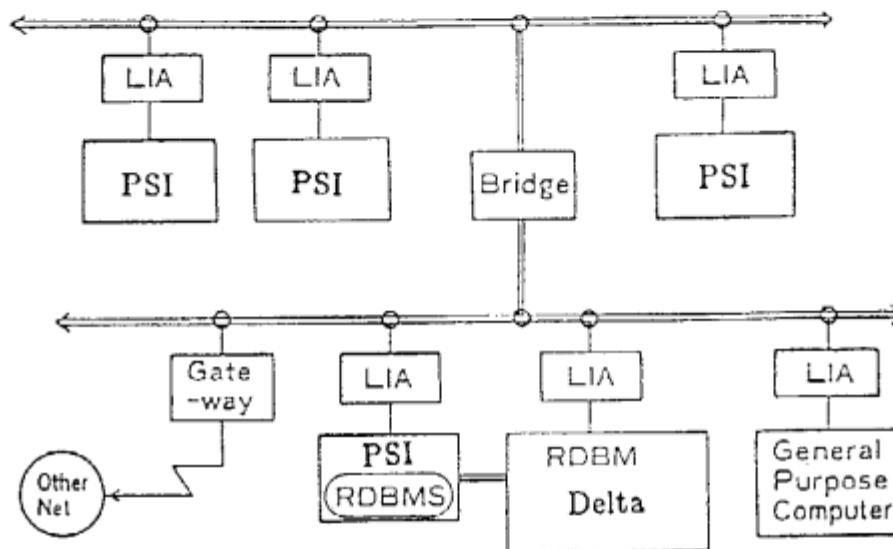 LIA
LIA
LIA
PSI
PSI
Bridge
PSI
Gate
-way
LIA
LIA
LIA
PSI
RDBMS
RDBM
Delta
General
Purpose
Computer
Other
Net